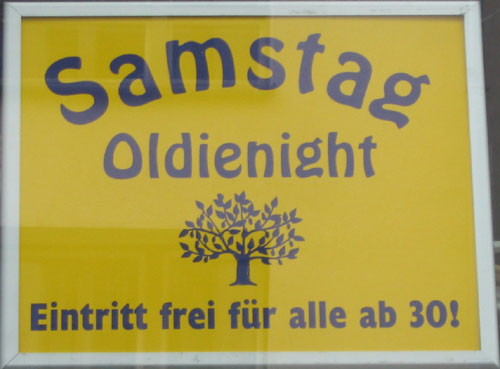 Samstag
Oldienight
Eintritt frei für alle ab 30!